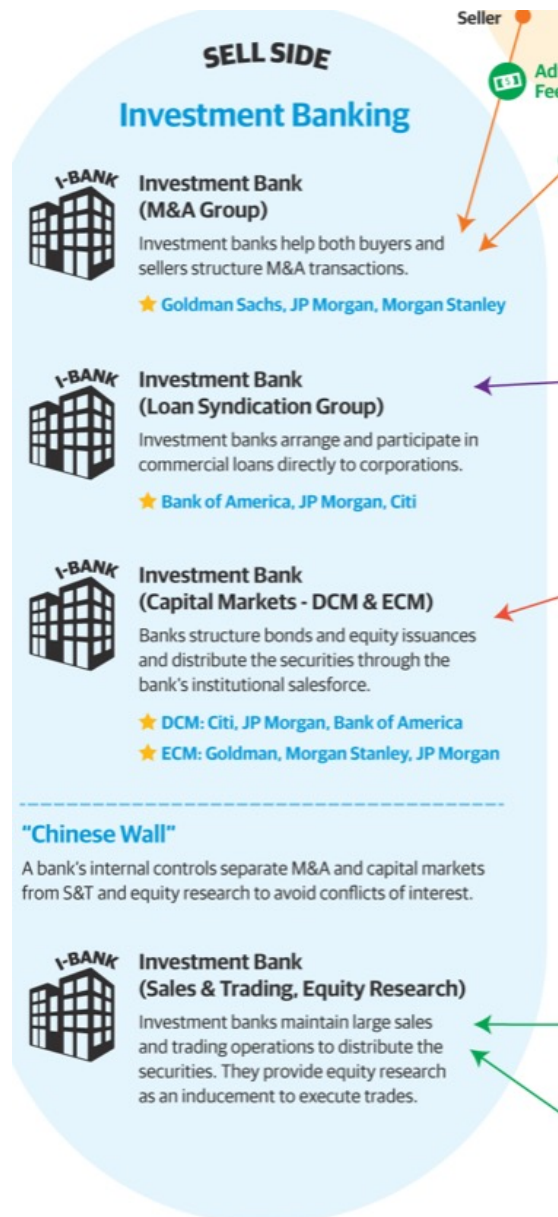 Seller
SELL SIDE
Investment Banking
I-BANK
Investment Bank
(M&A Group)
Investment banks help both buyers and
sellers structure M&A transactions.
Goldman Sachs, JP Morgan, Morgan Stanley
I-BANK
Investment Bank
(Loan Syndication Group)
Investment banks arrange and participate in
commercial loans directly to corporations.
Bank of America, JP Morgan, Citi
I-BANK
Investment Bank
(Capital Markets - DCM & ECM)
Banks structure bonds and equity issuances
and distribute the securities through the
bank's institutional salesforce.
DCM: Citi, JP Morgan, Bank of America
ECM: Goldman, Morgan Stanley, JP Morgan
"Chinese Wall"
A bank's internal controls separate M&A and capital markets
from S&T and equity research to avoid conflicts of interest.
I-BANK
Investment Bank
(Sales & Trading, Equity Research)
Investment banks maintain large sales
and trading operations to distribute the
securities. They provide equity research
as an inducement to execute trades.